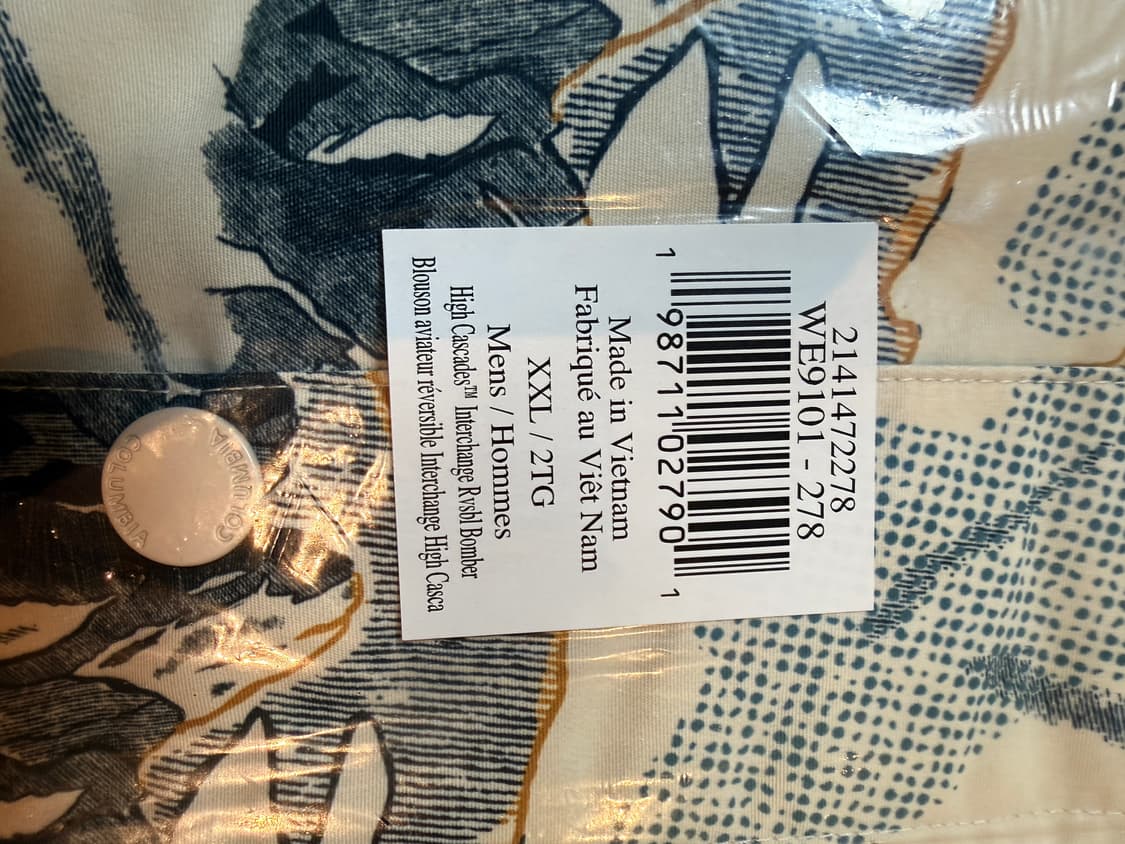 2141472278
WE9101 - 278
1 98711 02790 1
Made in Vietnam
Fabriqué au Viêt Nam
XXL / 2TG
Mens / Hommes
High Cascades™ Interchange Rvsbl Bomber
Blouson aviateur réversible Interchange High Casca
COLUMBIA
COLUMBIA